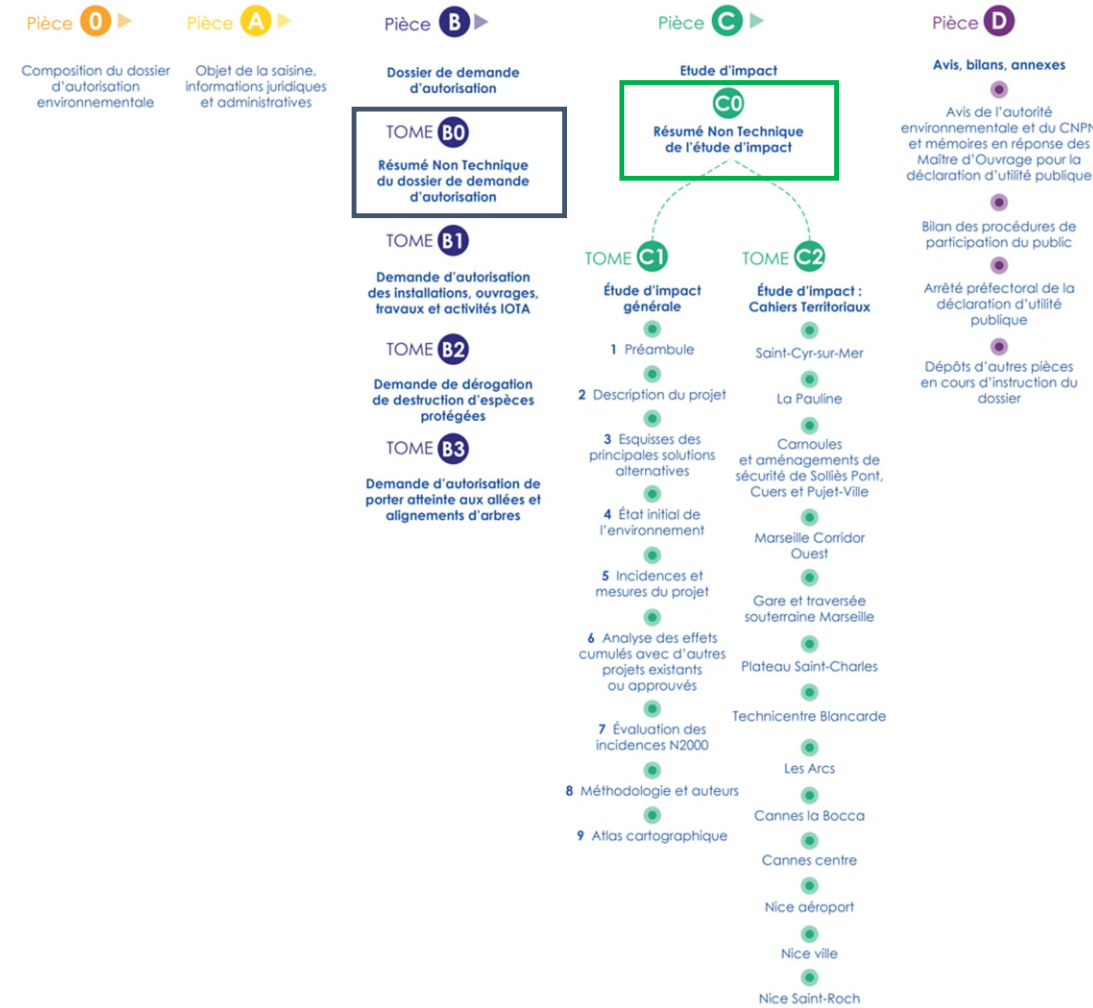 Pièce 0
Composition du dossier
d'autorisation
environnementale
Pièce A
Objet de la saisine,
informations juridiques
et administratives
Pièce B
Dossier de demande
d'autorisation
TOME B0
Résumé Non Technique
du dossier de demande
d'autorisation
TOME B1
Demande d'autorisation
des installations, ouvrages,
travaux et activités IOTA
TOME B2
Demande de dérogation
de destruction d'espèces
protégées
TOME B3
Demande d'autorisation de
porter atteinte aux allées et
alignements d'arbres
Pièce C
Etude d'impact
C0
Résumé Non Technique
de l'étude d'impact
TOME C1
Étude d'impact
générale
1 Préambule
2 Description du projet
3 Esquisses des
principales solutions
alternatives
4 État initial de
l'environnement
5 Incidences et
mesures du projet
6 Analyse des effets
cumulés avec d'autres
projets existants
ou approuvés
7 Évaluation des
incidences N2000
8 Méthodologie et auteurs
9 Atlas cartographique
TOME C2
Étude d'impact :
Cahiers Territoriaux
Saint-Cyr-sur-Mer
La Pauline
Carnoules
et aménagements de
sécurité de Solliès Pont,
Cuers et Pujet-Ville
Marseille Corridor
Ouest
Gare et traversée
souterraine Marseille
Plateau Saint-Charles
Technicentre Blancarde
Les Arcs
Cannes la Bocca
Cannes centre
Nice aéroport
Nice ville
Nice Saint-Roch
Pièce D
Avis, bilans, annexes
Avis de l'autorité
environnementale et du CNPN
et mémoires en réponse des
Maître d'Ouvrage pour la
déclaration d'utilité publique
Bilan des procédures de
participation du public
Arrêté préfectoral de la
déclaration d'utilité
publique
Dépôts d'autres pièces
en cours d'instruction du
dossier